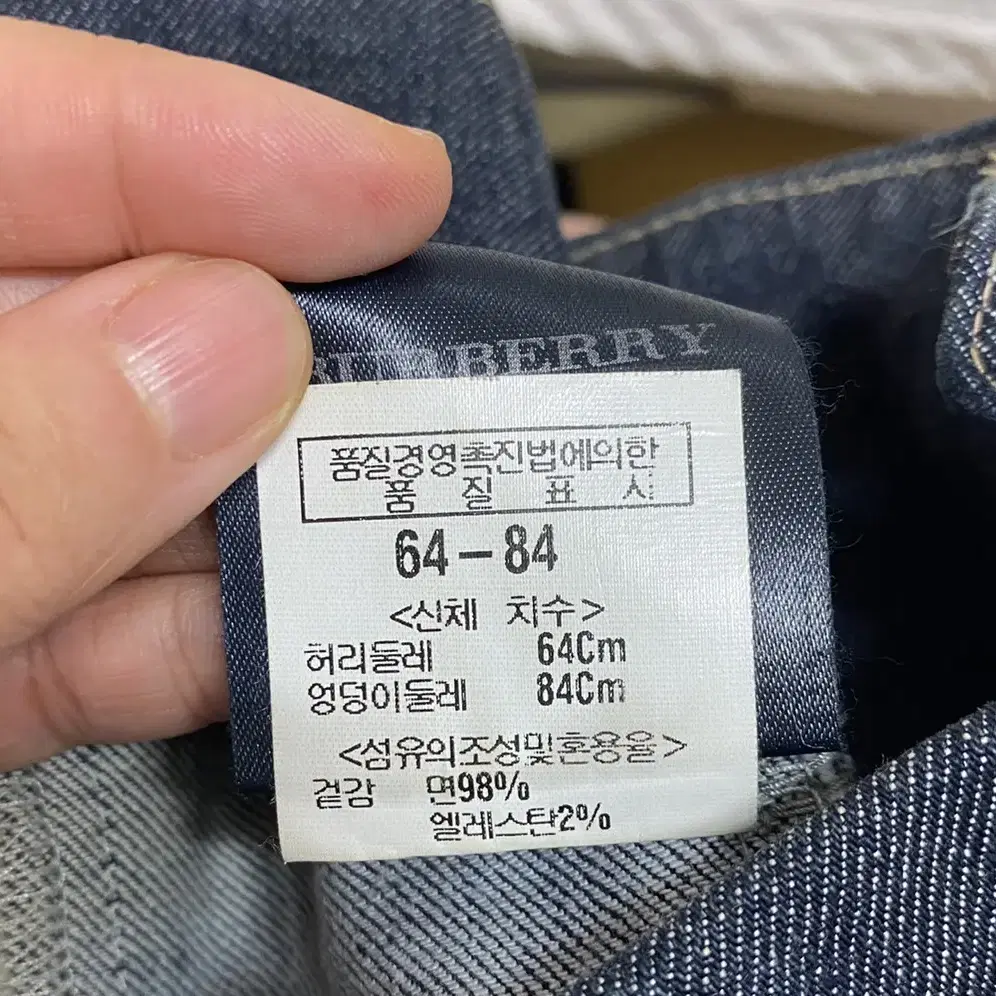 BURBERRY
품질경영촉진법에의한
품 질 표 시
64-84
<신체 치수>
허리둘레 64Cm
엉덩이둘레 84Cm
<섬유의조성및혼용율>
겉감 면98%
엘레스탄2%